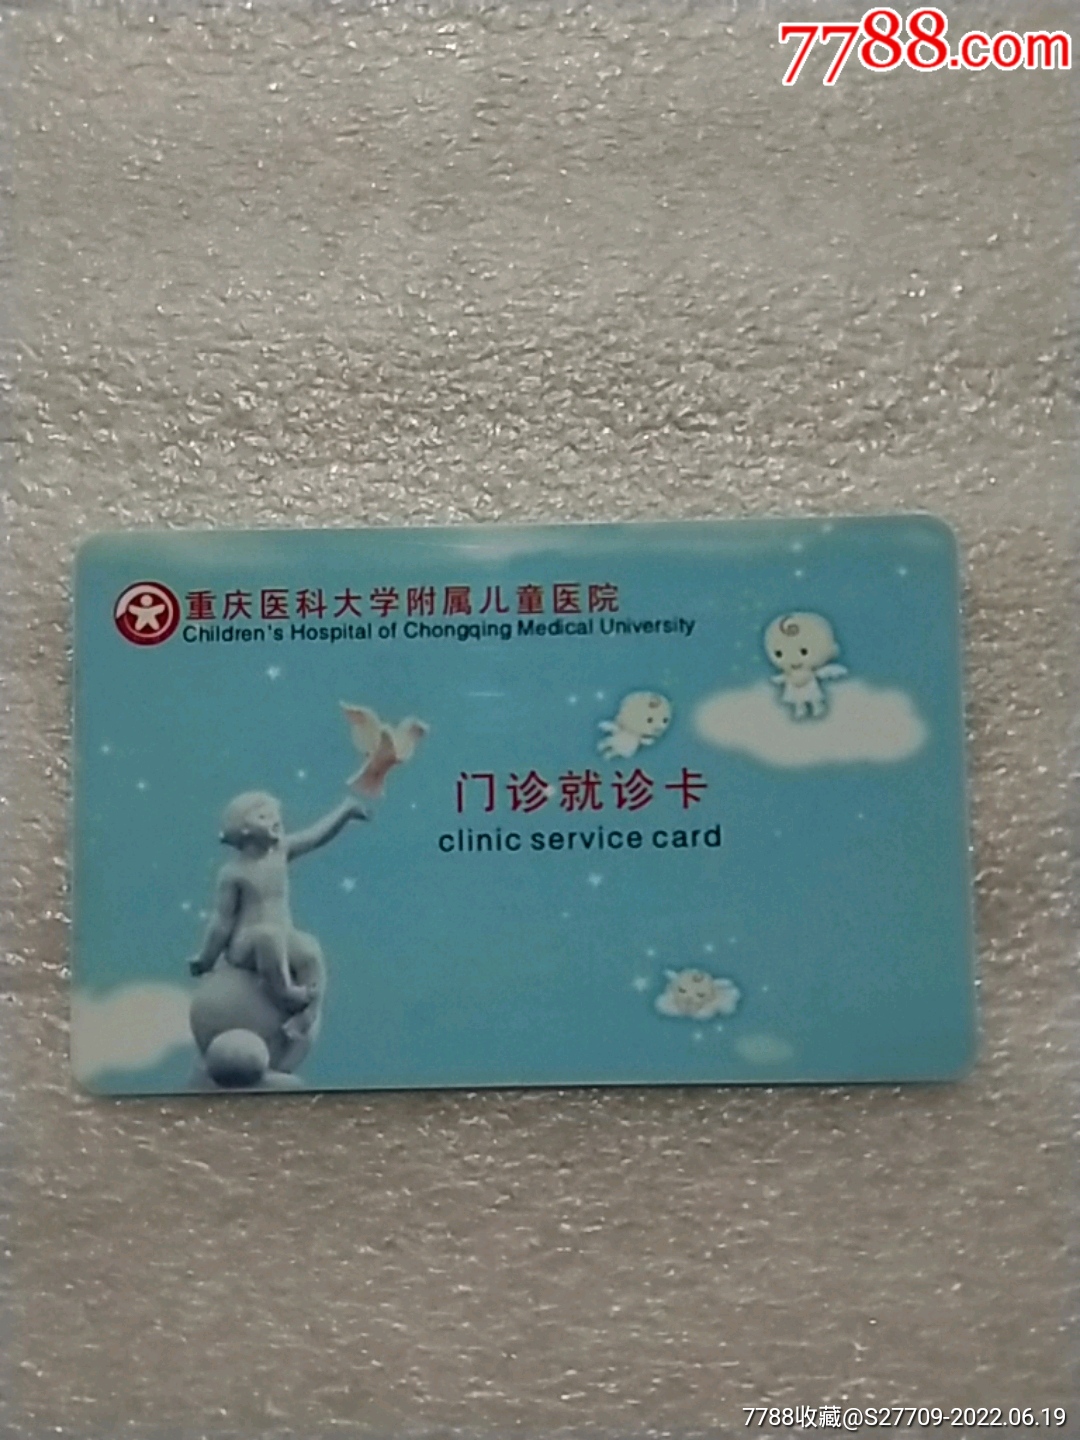 7788.com
重庆医科大学附属儿童医院
Children's Hospital of Chongqing Medical University
门诊就诊卡
clinic service card
7788收藏@S27709-2022.06.19